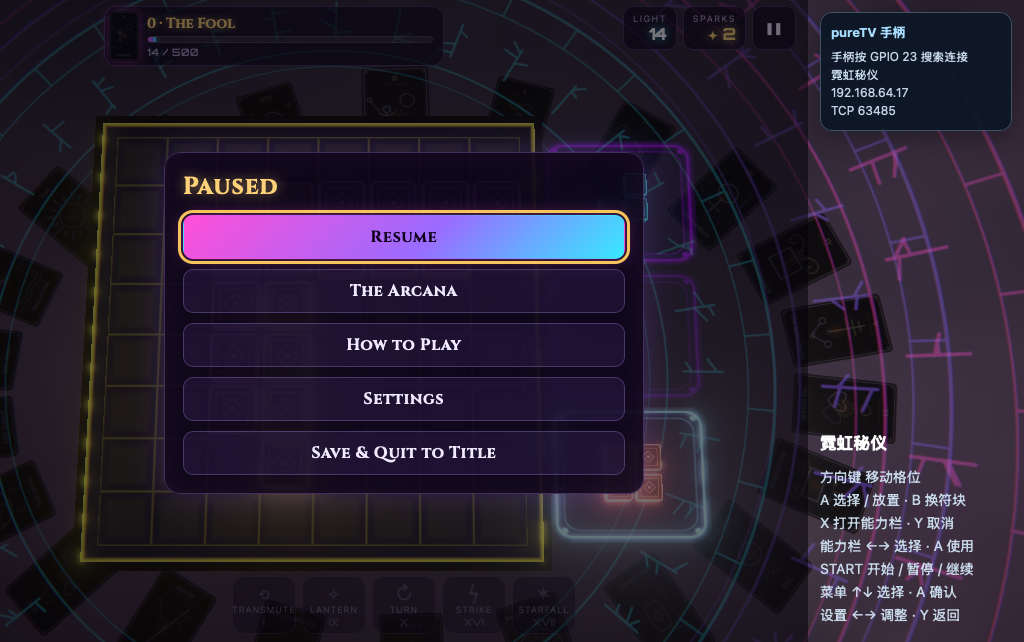 0 · The Fool
14 / 500
LIGHT
14
SPARKS
2
pureTV 手柄
手柄按 GPIO 23 搜索连接
霓虹秘仪
192.168.64.17
TCP 63485
Paused
Resume
The Arcana
How to Play
Settings
Save & Quit to Title
TRANSMUTE
I
LANTERN
IX
TURN
X
STRIKE
XVI
STARFALL
XVII
霓虹秘仪
方向键 移动格位
A 选择 / 放置 · B 换符块
X 打开能力栏 · Y 取消
能力栏 ←→ 选择 · A 使用
START 开始 / 暂停 / 继续
菜单 ↑↓ 选择 · A 确认
设置 ←→ 调整 · Y 返回